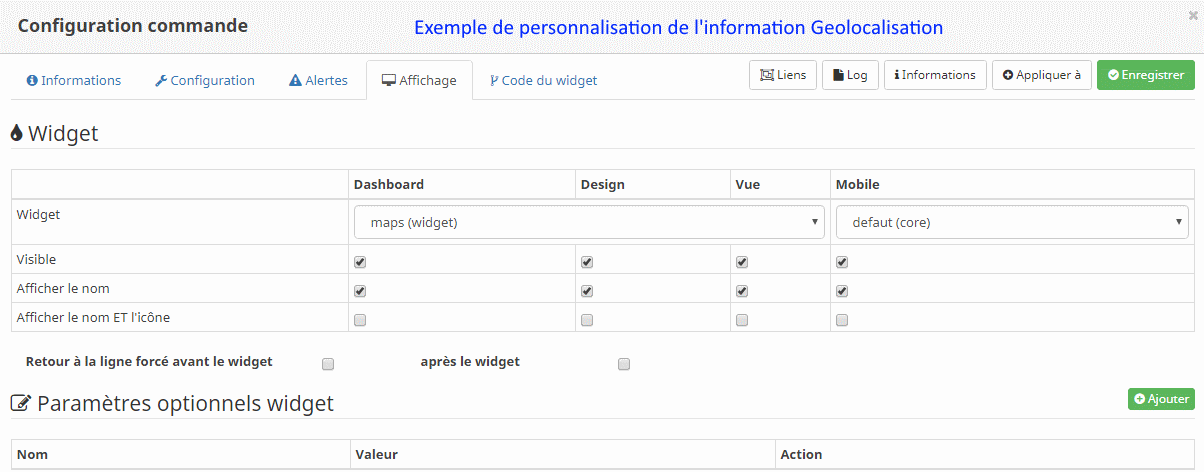 Configuration commande
Exemple de personnalisation de l'information Geolocalisation
Informations
Configuration
Alertes
Affichage
Code du widget
Liens
Log
Informations
Appliquer à
Enregistrer
Widget
Dashboard Design Vue Mobile
Widget maps (widget) defaut (core)
Visible
Afficher le nom
Afficher le nom ET l'icône
Retour à la ligne forcé avant le widget après le widget
Paramètres optionnels widget
Ajouter
Nom Valeur Action